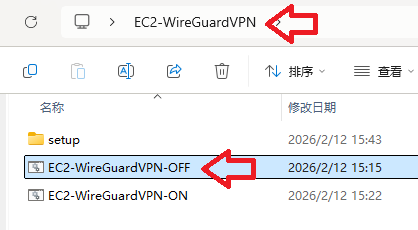 EC2-WireGuardVPN
排序 查看
名称 修改日期
setup 2026/2/12 15:43
EC2-WireGuardVPN-OFF 2026/2/12 15:15
EC2-WireGuardVPN-ON 2026/2/12 15:22